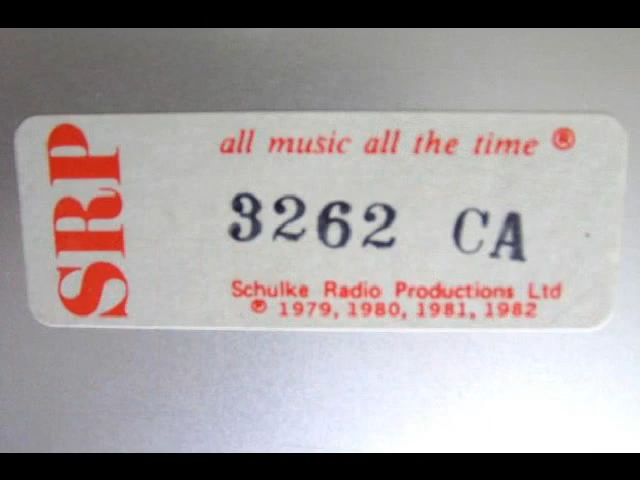 SRP
all music all the time ®
3262 CA
Schulke Radio Productions Ltd
℗ 1979, 1980, 1981, 1982